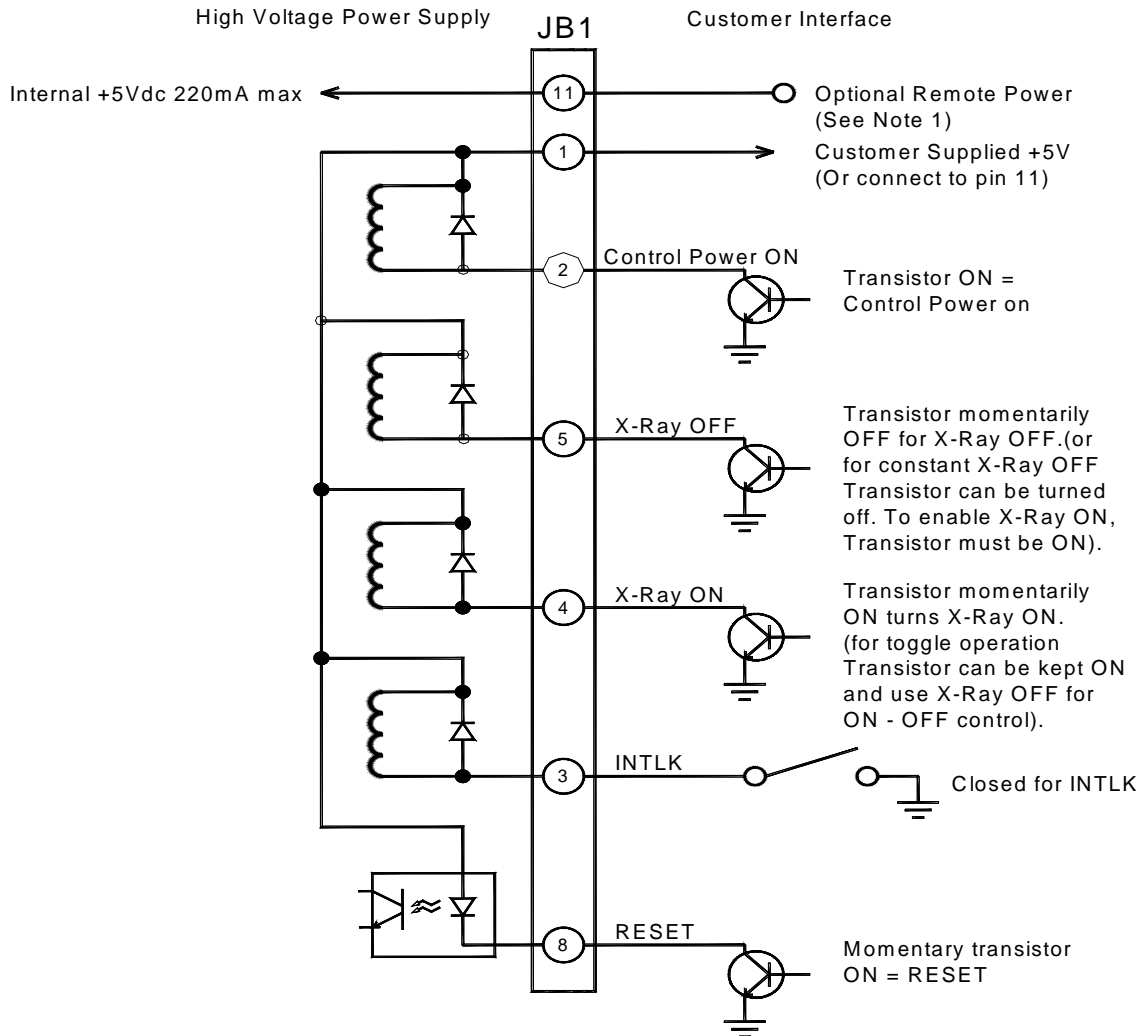 High Voltage Power Supply
JB1
Customer Interface
Internal +5Vdc 220mA max
11
Optional Remote Power
(See Note 1)
1
Customer Supplied +5V
(Or connect to pin 11)
2
Control Power ON
Transistor ON =
Control Power on
5
X-Ray OFF
Transistor momentarily
OFF for X-Ray OFF.(or
for constant X-Ray OFF
Transistor can be turned
off. To enable X-Ray ON,
Transistor must be ON).
4
X-Ray ON
Transistor momentarily
ON turns X-Ray ON.
(for toggle operation
Transistor can be kept ON
and use X-Ray OFF for
ON - OFF control).
3
INTLK
Closed for INTLK
8
RESET
Momentary transistor
ON = RESET